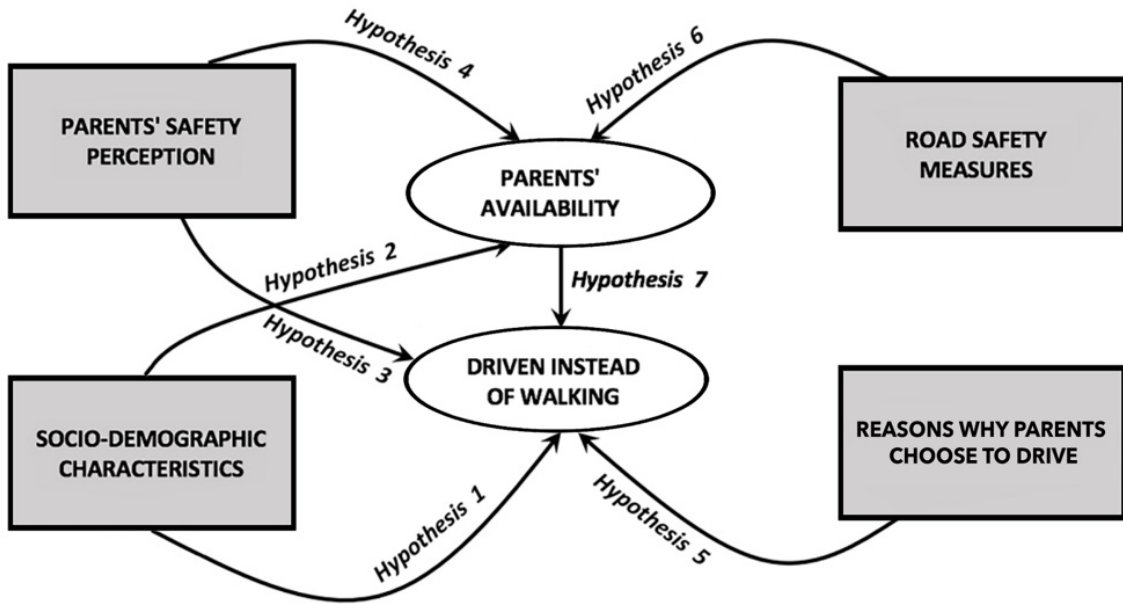 Hypothesis 4
Hypothesis 6
PARENTS' SAFETY
PERCEPTION
ROAD SAFETY
MEASURES
PARENTS'
AVAILABILITY
Hypothesis 2
Hypothesis 7
Hypothesis 3
DRIVEN INSTEAD
OF WALKING
SOCIO-DEMOGRAPHIC
CHARACTERISTICS
REASONS WHY PARENTS
CHOOSE TO DRIVE
Hypothesis 1
Hypothesis 5